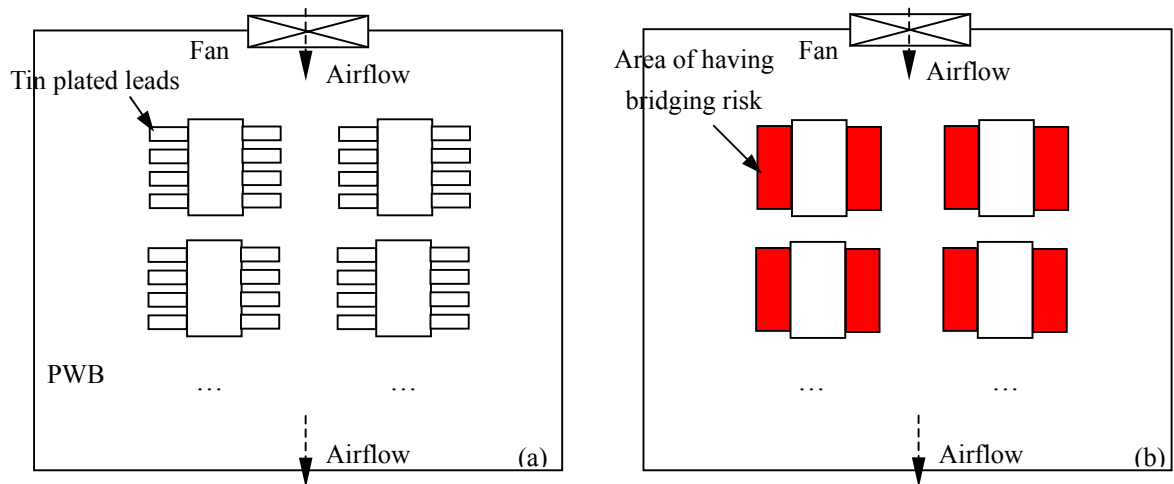 Fan
Airflow
Tin plated leads
PWB
…
…
Airflow
(a)
Fan
Airflow
Area of having
bridging risk
…
…
Airflow
(b)